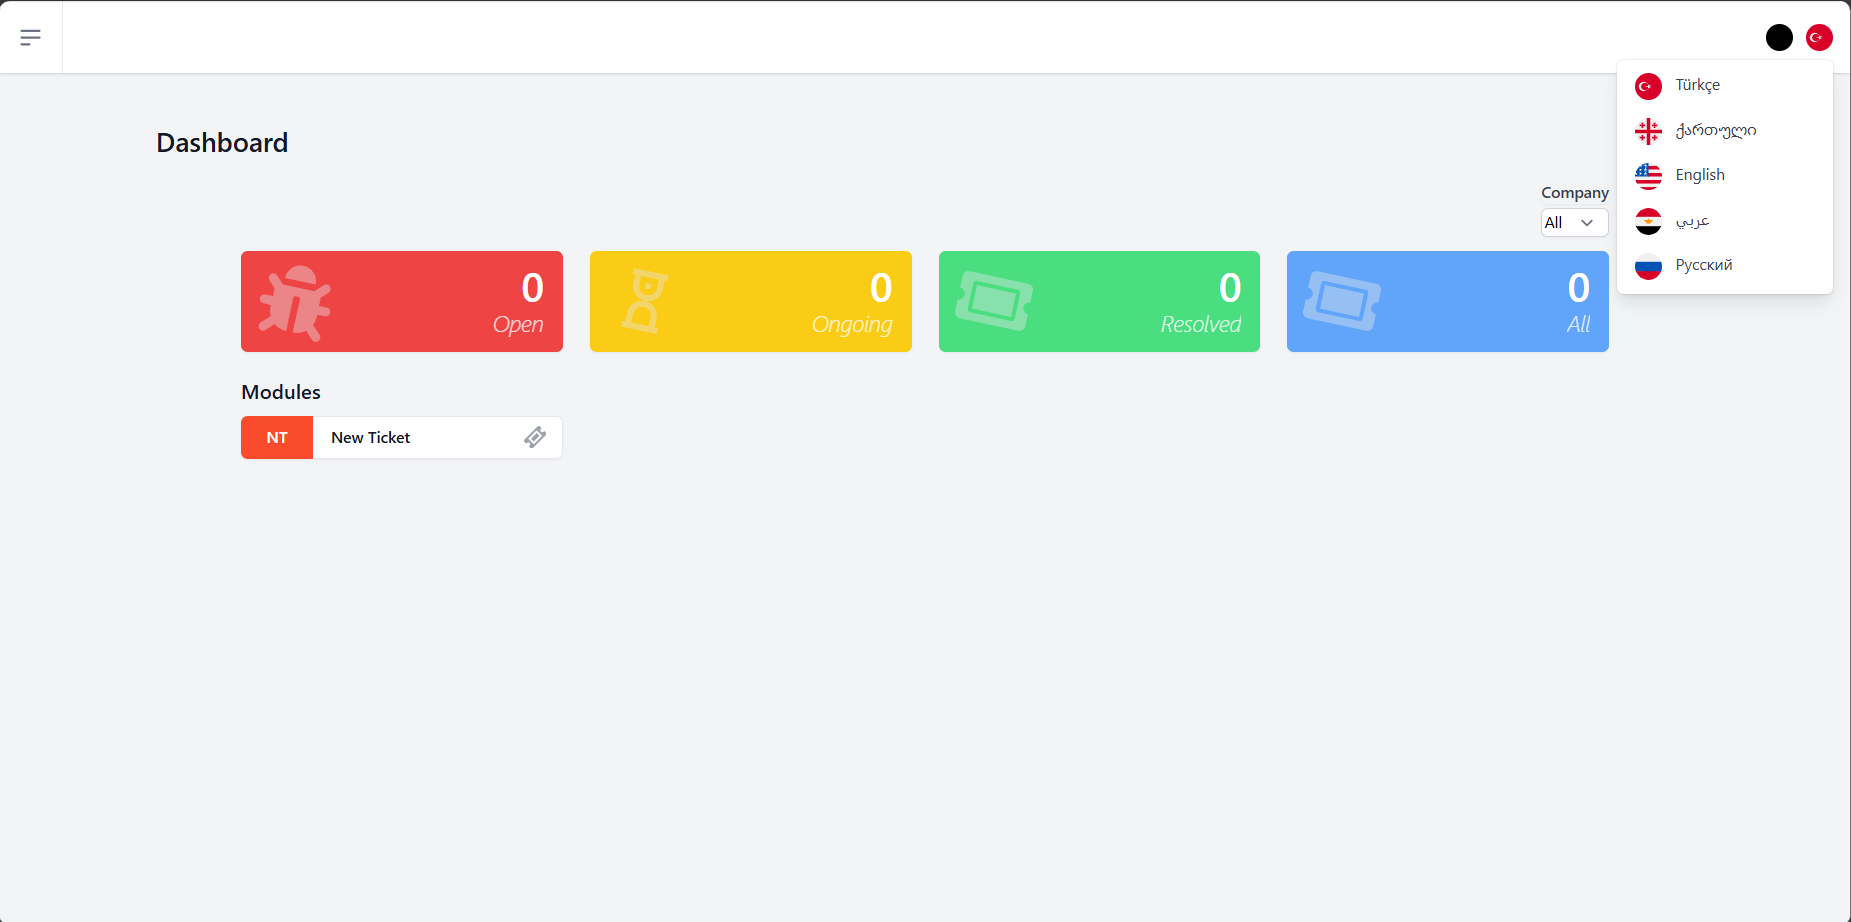 Türkçe
ქართული
English
عربي
Русский
Dashboard
Company
All
0
Open
0
Ongoing
0
Resolved
0
All
Modules
NT
New Ticket